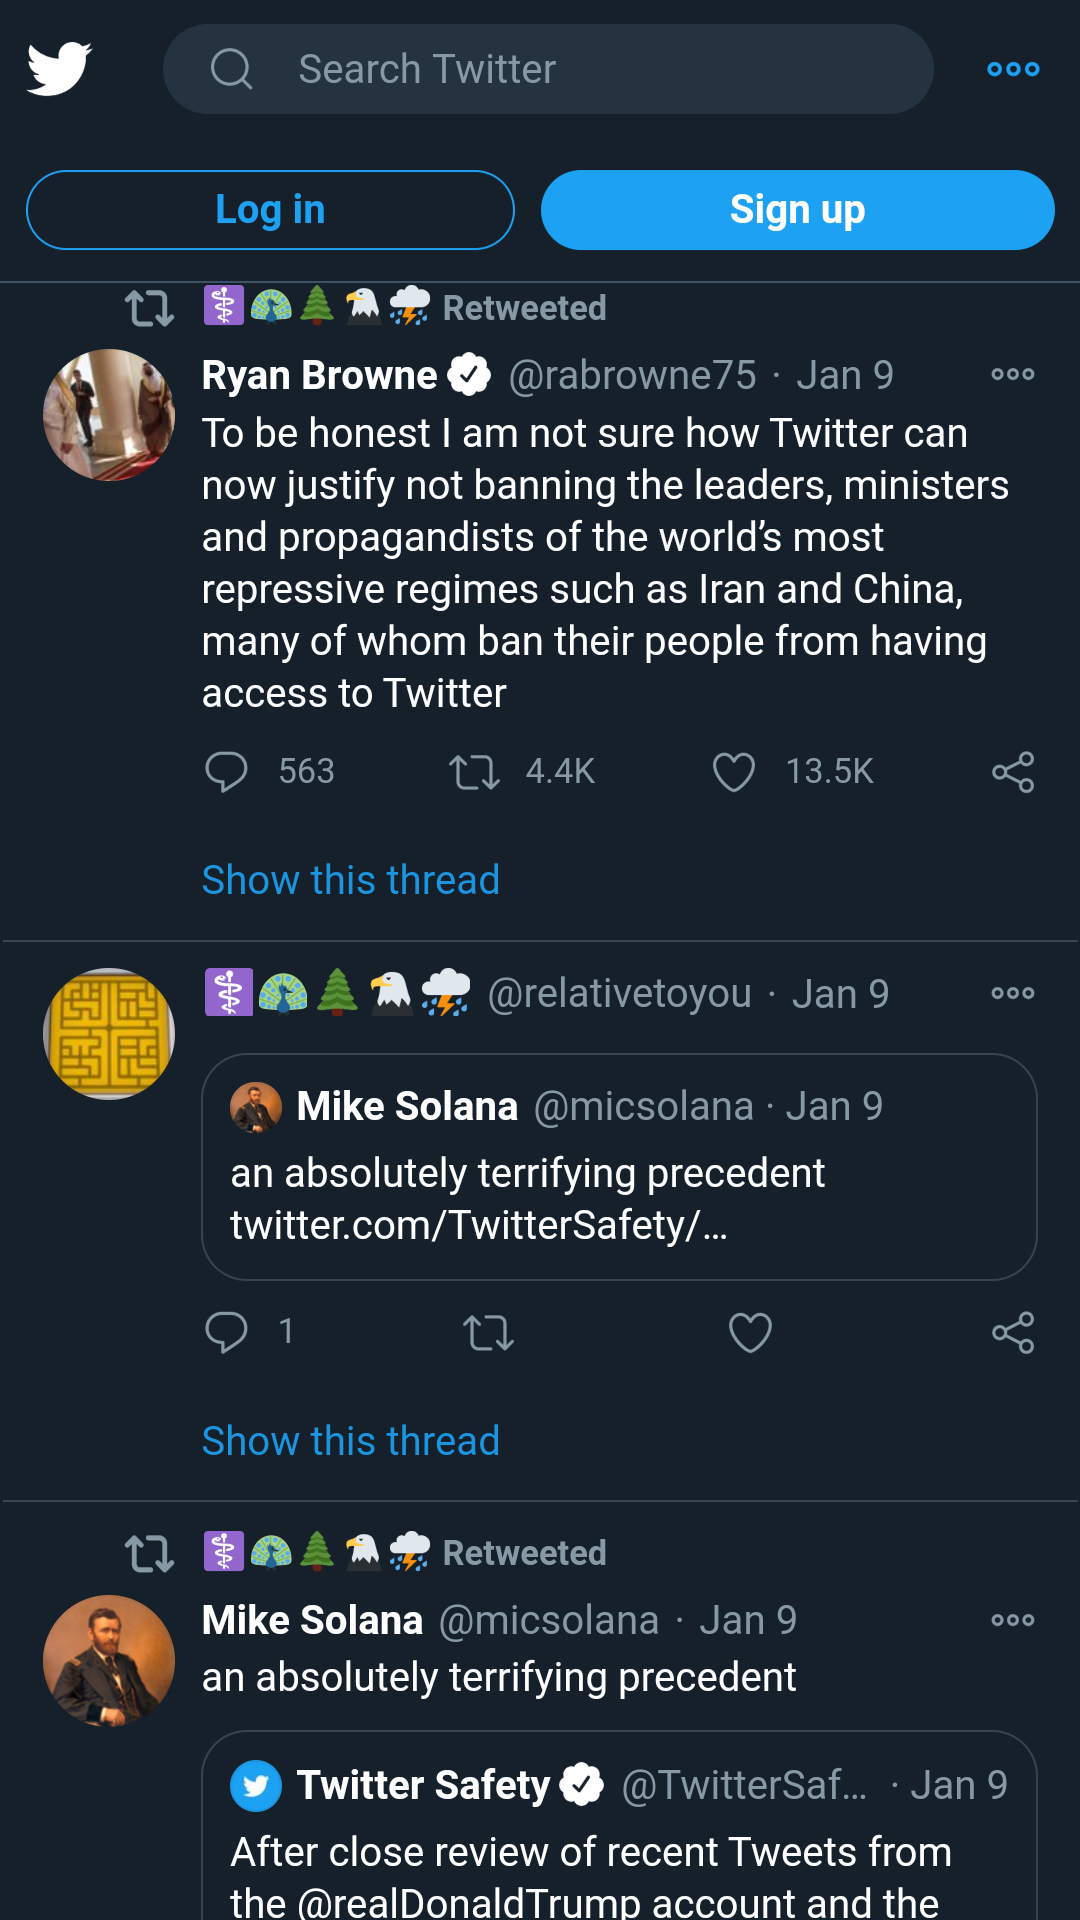 Search Twitter
Log in
Sign up
⚕️🦚🌲🦅⛈️ Retweeted
Ryan Browne @rabrowne75 · Jan 9
To be honest I am not sure how Twitter can
now justify not banning the leaders, ministers
and propagandists of the world’s most
repressive regimes such as Iran and China,
many of whom ban their people from having
access to Twitter
563 4.4K 13.5K
Show this thread
⚕️🦚🌲🦅⛈️ @relativetoyou · Jan 9
Mike Solana @micsolana · Jan 9
an absolutely terrifying precedent
twitter.com/TwitterSafety/…
1
Show this thread
⚕️🦚🌲🦅⛈️ Retweeted
Mike Solana @micsolana · Jan 9
an absolutely terrifying precedent
Twitter Safety @TwitterSaf… · Jan 9
After close review of recent Tweets from
the @realDonaldTrump account and the